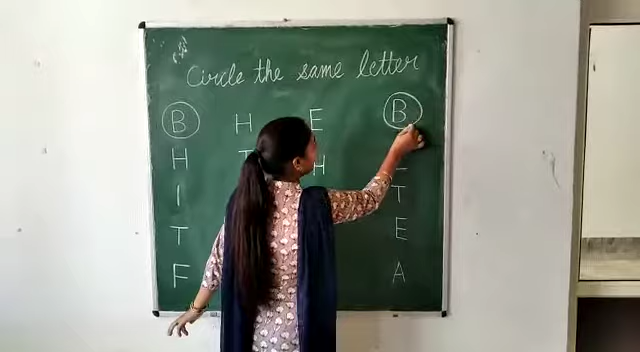 Circle the same letter
B H E B
H T H
I T
T E
F A